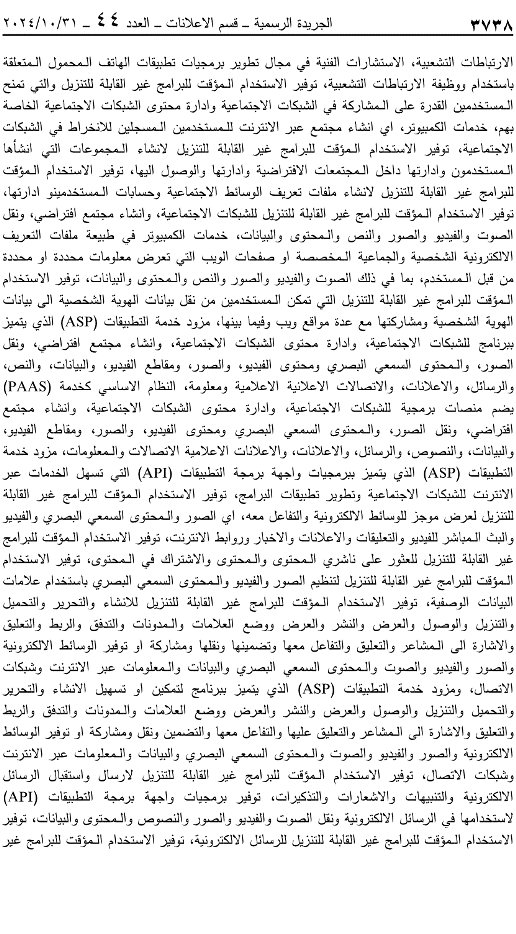 ٣٧٣٨ الجريدة الرسمية – قسم الاعلانات – العدد ٤٤ – ٢٠٢٤/١٠/٣١
الارتباطات التشعبية، الاستشارات الفنية في مجال تطوير برمجيات تطبيقات الهاتف المحمول المتعلقة
باستخدام ووظيفة الارتباطات التشعبية، توفير الاستخدام المؤقت للبرامج غير القابلة للتنزيل والتي تمنح
المستخدمين القدرة على المشاركة في الشبكات الاجتماعية وادارة محتوى الشبكات الاجتماعية الخاصة
بهم، خدمات الكمبيوتر، اي انشاء مجتمع عبر الانترنت للمستخدمين المسجلين للانخراط في الشبكات
الاجتماعية، توفير الاستخدام المؤقت للبرامج غير القابلة للتنزيل لانشاء المجموعات التي انشأها
المستخدمون وادارتها داخل المجتمعات الافتراضية وادارتها والوصول اليها، توفير الاستخدام المؤقت
للبرامج غير القابلة للتنزيل لانشاء ملفات تعريف الوسائط الاجتماعية وحسابات المستخدمينو ادارتها،
توفير الاستخدام المؤقت للبرامج غير القابلة للتنزيل للشبكات الاجتماعية، وانشاء مجتمع افتراضي، ونقل
الصوت والفيديو والصور والنص والمحتوى والبيانات، خدمات الكمبيوتر في طبيعة ملفات التعريف
الالكترونية الشخصية والجماعية المخصصة او صفحات الويب التي تعرض معلومات محددة او محددة
من قبل المستخدم، بما في ذلك الصوت والفيديو والصور والنص والمحتوى والبيانات، توفير الاستخدام
المؤقت للبرامج غير القابلة للتنزيل التي تمكن المستخدمين من نقل بيانات الهوية الشخصية الى بيانات
الهوية الشخصية ومشاركتها مع عدة مواقع ويب وفيما بينها، مزود خدمة التطبيقات (ASP) الذي يتميز
ببرنامج للشبكات الاجتماعية، وادارة محتوى الشبكات الاجتماعية، وانشاء مجتمع افتراضي، ونقل
الصور، والمحتوى السمعي البصري ومحتوى الفيديو، والصور، ومقاطع الفيديو، والبيانات، والنص،
والرسائل، والاعلانات، والاتصالات الاعلانية الاعلامية ومعلومة، النظام الاساسي كخدمة (PAAS)
يضم منصات برمجية للشبكات الاجتماعية، وادارة محتوى الشبكات الاجتماعية، وانشاء مجتمع
افتراضي، ونقل الصور، والمحتوى السمعي البصري ومحتوى الفيديو، والصور، ومقاطع الفيديو،
والبيانات، والنصوص، والرسائل، والاعلانات، والاعلانات الاعلامية الاتصالات والمعلومات، مزود خدمة
التطبيقات (ASP) الذي يتميز ببرمجيات واجهة برمجة التطبيقات (API) التي تسهل الخدمات عبر
الانترنت للشبكات الاجتماعية وتطوير تطبيقات البرامج، توفير الاستخدام المؤقت للبرامج غير القابلة
للتنزيل لعرض موجز للوسائط الالكترونية والتفاعل معه، اي الصور والمحتوى السمعي البصري والفيديو
والبث المباشر للفيديو والتعليقات والاعلانات والاخبار وروابط الانترنت، توفير الاستخدام المؤقت للبرامج
غير القابلة للتنزيل للعثور على ناشري المحتوى والمحتوى والاشتراك في المحتوى، توفير الاستخدام
المؤقت للبرامج غير القابلة للتنزيل لتنظيم الصور والفيديو والمحتوى السمعي البصري باستخدام علامات
البيانات الوصفية، توفير الاستخدام المؤقت للبرامج غير القابلة للتنزيل للانشاء والتحرير والتحميل
والتنزيل والوصول والعرض والنشر والعرض ووضع العلامات والمدونات والتدفق والربط والتعليق
والاشارة الى المشاعر والتعليق والتفاعل معها وتضمينها ونقلها ومشاركة او توفير الوسائط الالكترونية
والصور والفيديو والصوت والمحتوى السمعي البصري والبيانات والمعلومات عبر الانترنت وشبكات
الاتصال، ومزود خدمة التطبيقات (ASP) الذي يتميز ببرنامج لتمكين او تسهيل الانشاء والتحرير
والتحميل والتنزيل والوصول والعرض والنشر والعرض ووضع العلامات والمدونات والتدفق والربط
والتعليق والاشارة الى المشاعر والتعليق عليها والتفاعل معها والتضمين ونقل ومشاركة او توفير الوسائط
الالكترونية والصور والفيديو والصوت والمحتوى السمعي البصري والبيانات والمعلومات عبر الانترنت
وشبكات الاتصال، توفير الاستخدام المؤقت للبرامج غير القابلة للتنزيل لارسال واستقبال الرسائل
الالكترونية والتنبيهات والاشعارات والتذكيرات، توفير برمجيات واجهة برمجة التطبيقات (API)
لاستخدامها في الرسائل الالكترونية ونقل الصوت والفيديو والصور والنصوص والمحتوى والبيانات، توفير
الاستخدام المؤقت للبرامج غير القابلة للتنزيل للرسائل الالكترونية، توفير الاستخدام المؤقت للبرامج غير